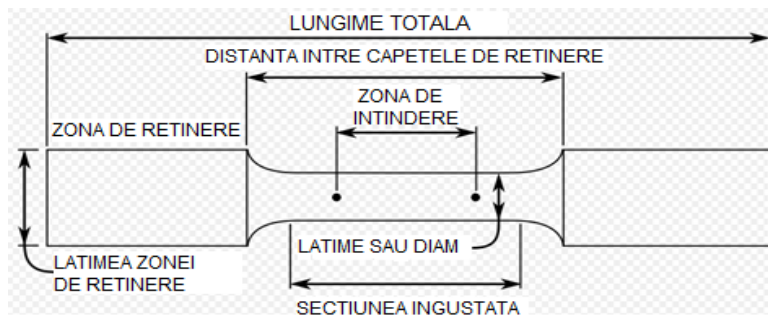 LUNGIME TOTALA
DISTANTA INTRE CAPETELE DE RETINERE
ZONA DE
INTINDERE
ZONA DE RETINERE
LATIME SAU DIAM
LATIMEA ZONEI
DE RETINERE
SECTIUNEA INGUSTATA